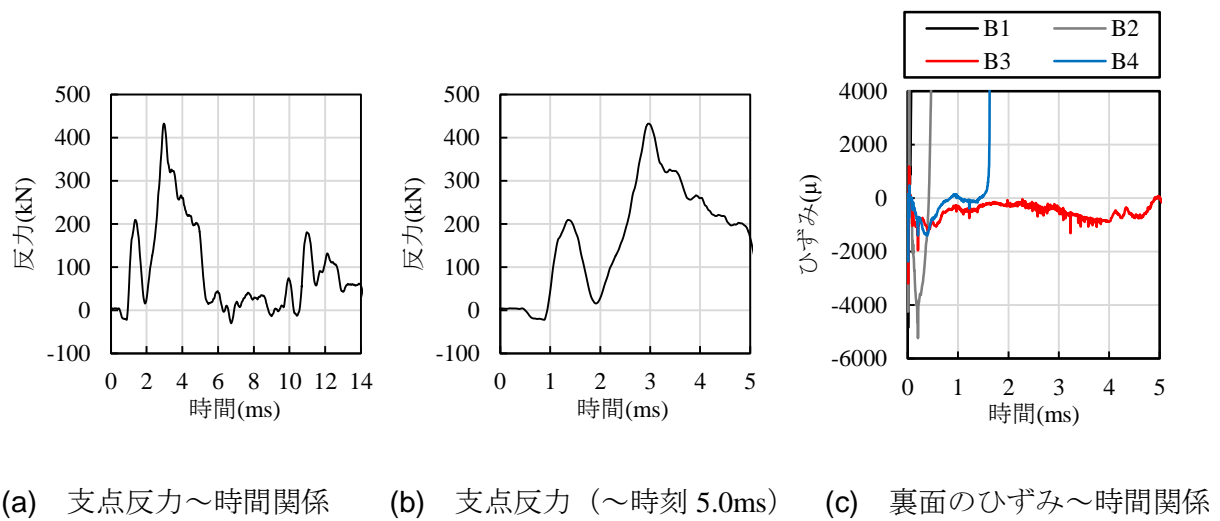 B1 B2
B3 B4
500
400
300
200
100
0
-100
反力(kN)
0 2 4 6 8 10 12 14
時間(ms)
500
400
300
200
100
0
-100
反力(kN)
0 1 2 3 4 5
時間(ms)
4000
2000
0
-2000
-4000
-6000
ひずみ(μ)
0 1 2 3 4 5
時間(ms)
(a) 支点反力～時間関係
(b) 支点反力（～時刻 5.0ms）
(c) 裏面のひずみ～時間関係